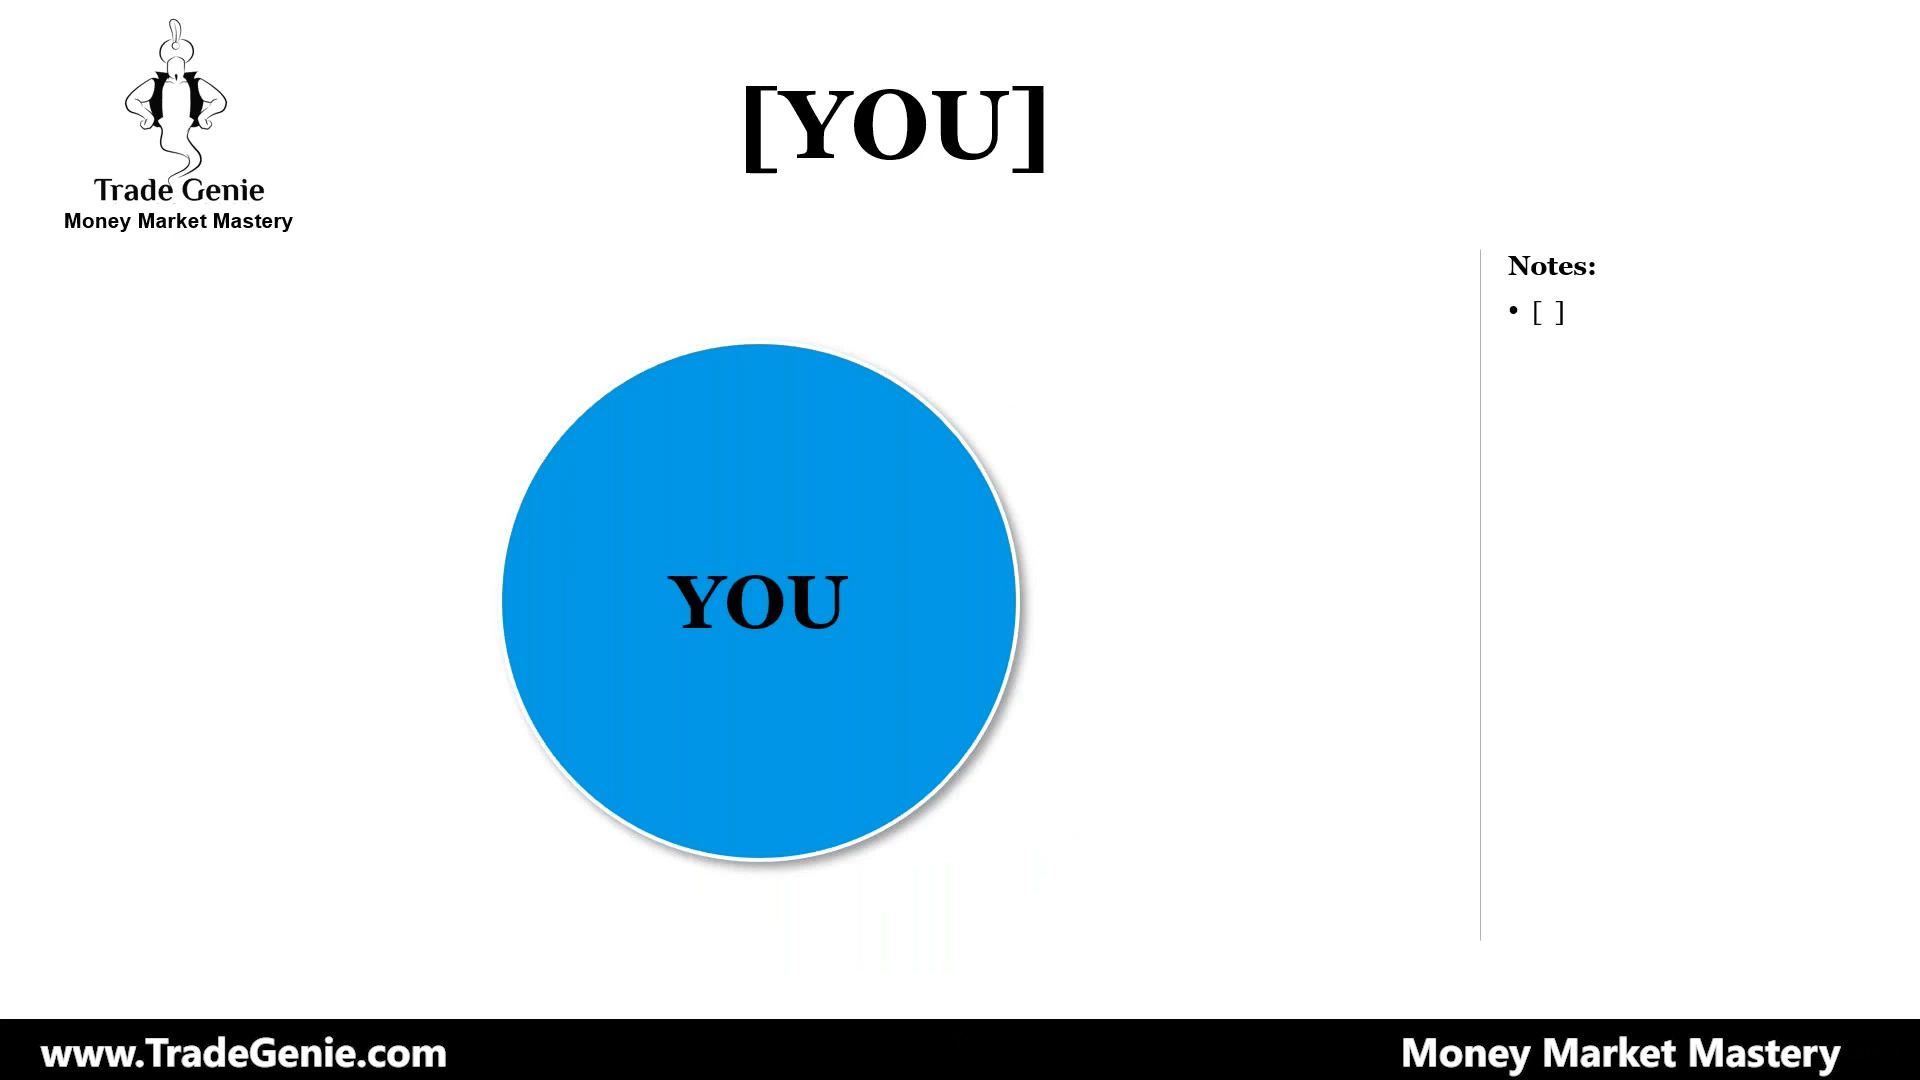 Trade Genie
Money Market Mastery
[YOU]
YOU
Notes:
• [ ]
www.TradeGenie.com
Money Market Mastery